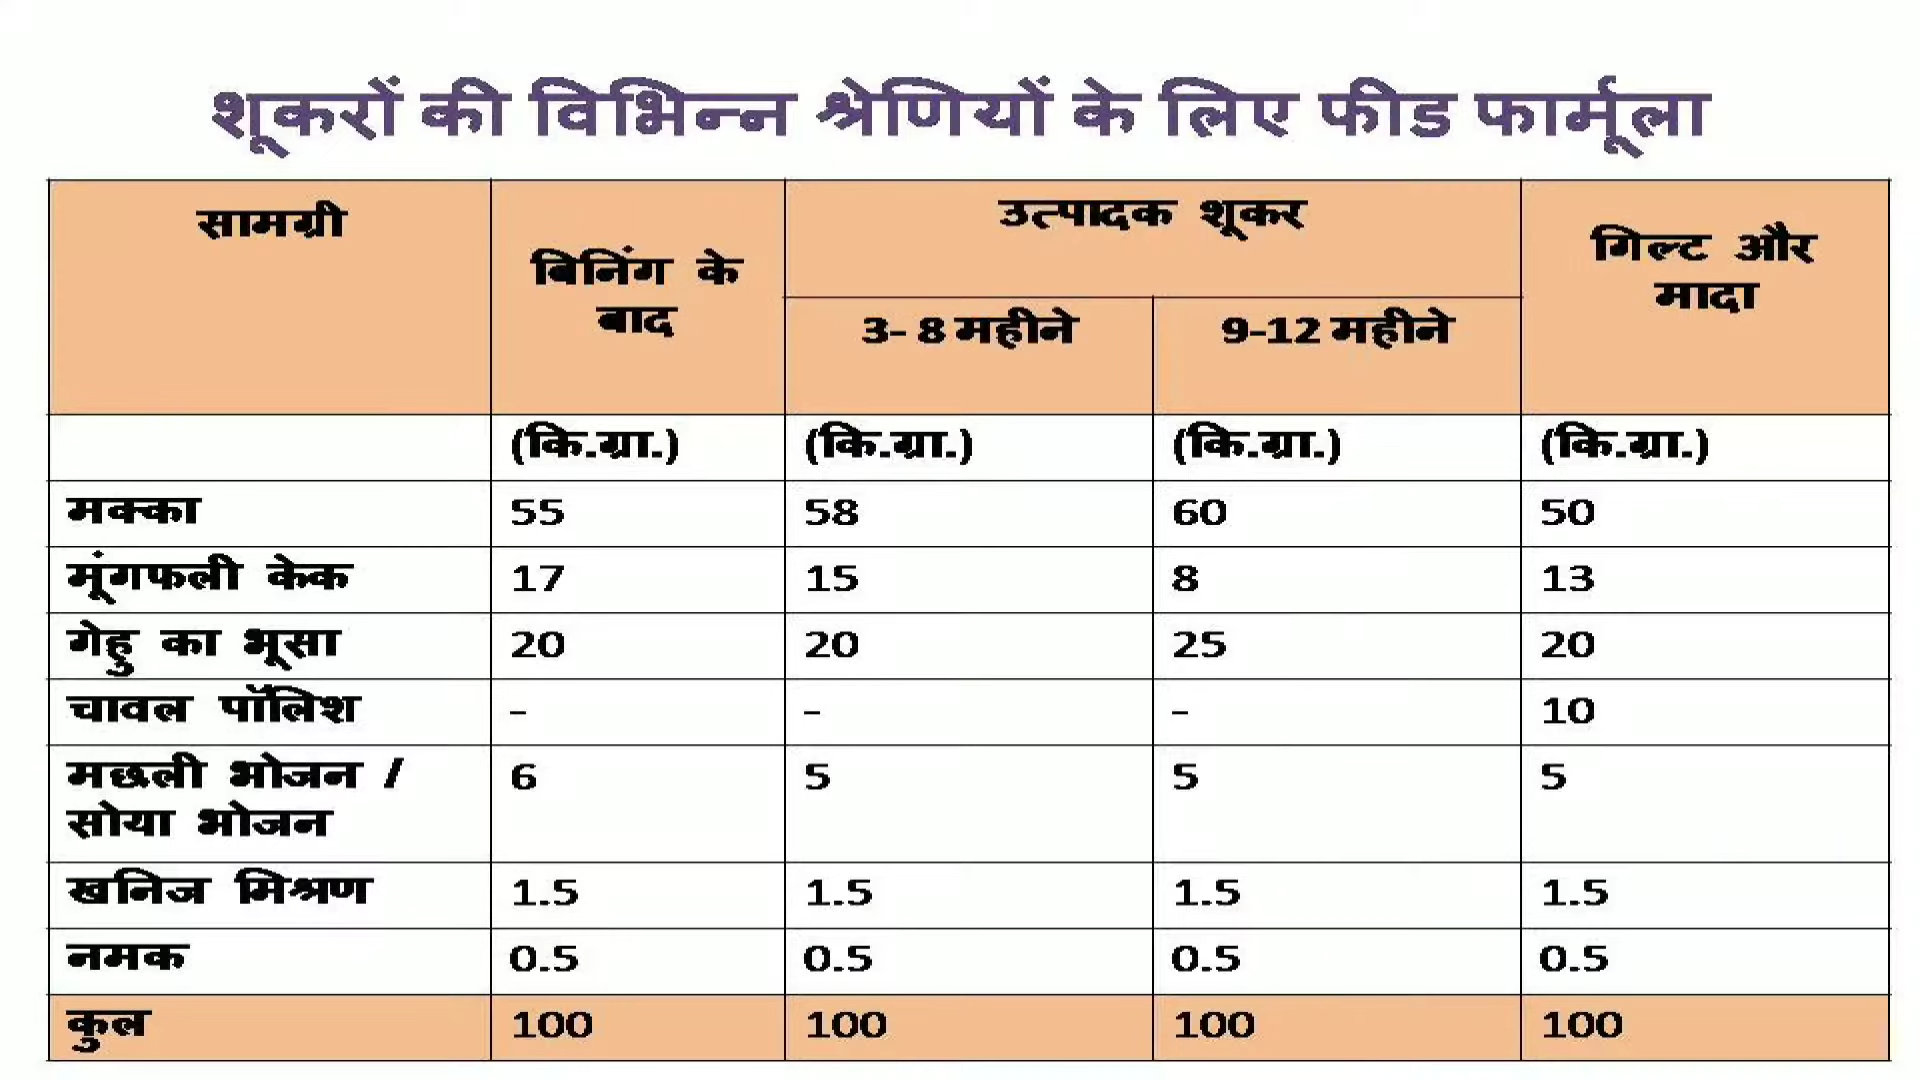 शूकरों की विभिन्न श्रेणियों के लिए फीड फार्मूला
सामग्री
बिनिंग के
बाद
उत्पादक शूकर
3- 8 महीने
9-12 महीने
गिल्ट और
मादा
(कि.ग्रा.) (कि.ग्रा.) (कि.ग्रा.) (कि.ग्रा.)
मक्का 55 58 60 50
मूंगफली केक 17 15 8 13
गेहु का भूसा 20 20 25 20
चावल पॉलिश - - - 10
मछली भोजन / 6 5 5 5
सोया भोजन
खनिज मिश्रण 1.5 1.5 1.5 1.5
नमक 0.5 0.5 0.5 0.5
कुल 100 100 100 100